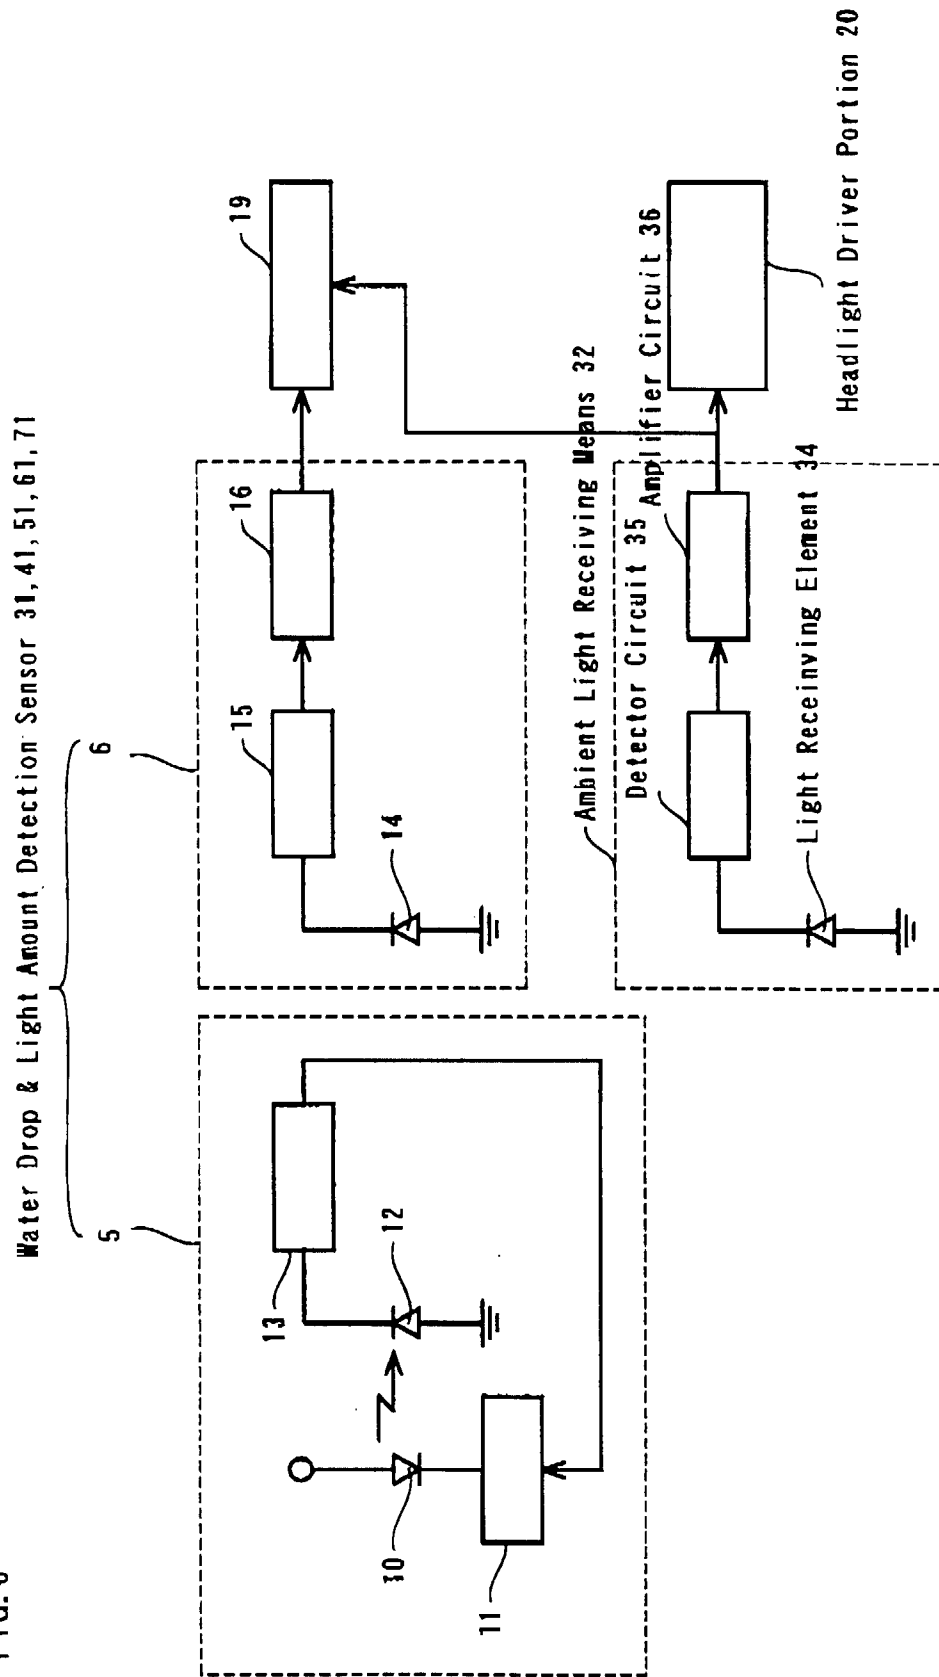 Water Drop & Light Amount Detection Sensor 31,41,51,61,71
5
6
13
12
10
11
15
16
14
19
Ambient Light Receiving Means 32
Detector Circuit 35
Amplifier Circuit 36
Light Receinving Element 34
Headlight Driver Portion 20